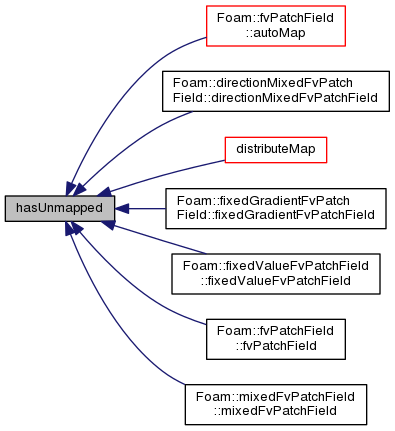 Foam::fvPatchField
::autoMap
Foam::directionMixedFvPatch
Field::directionMixedFvPatchField
distributeMap
hasUnmapped
Foam::fixedGradientFvPatch
Field::fixedGradientFvPatchField
Foam::fixedValueFvPatchField
::fixedValueFvPatchField
Foam::fvPatchField
::fvPatchField
Foam::mixedFvPatchField
::mixedFvPatchField